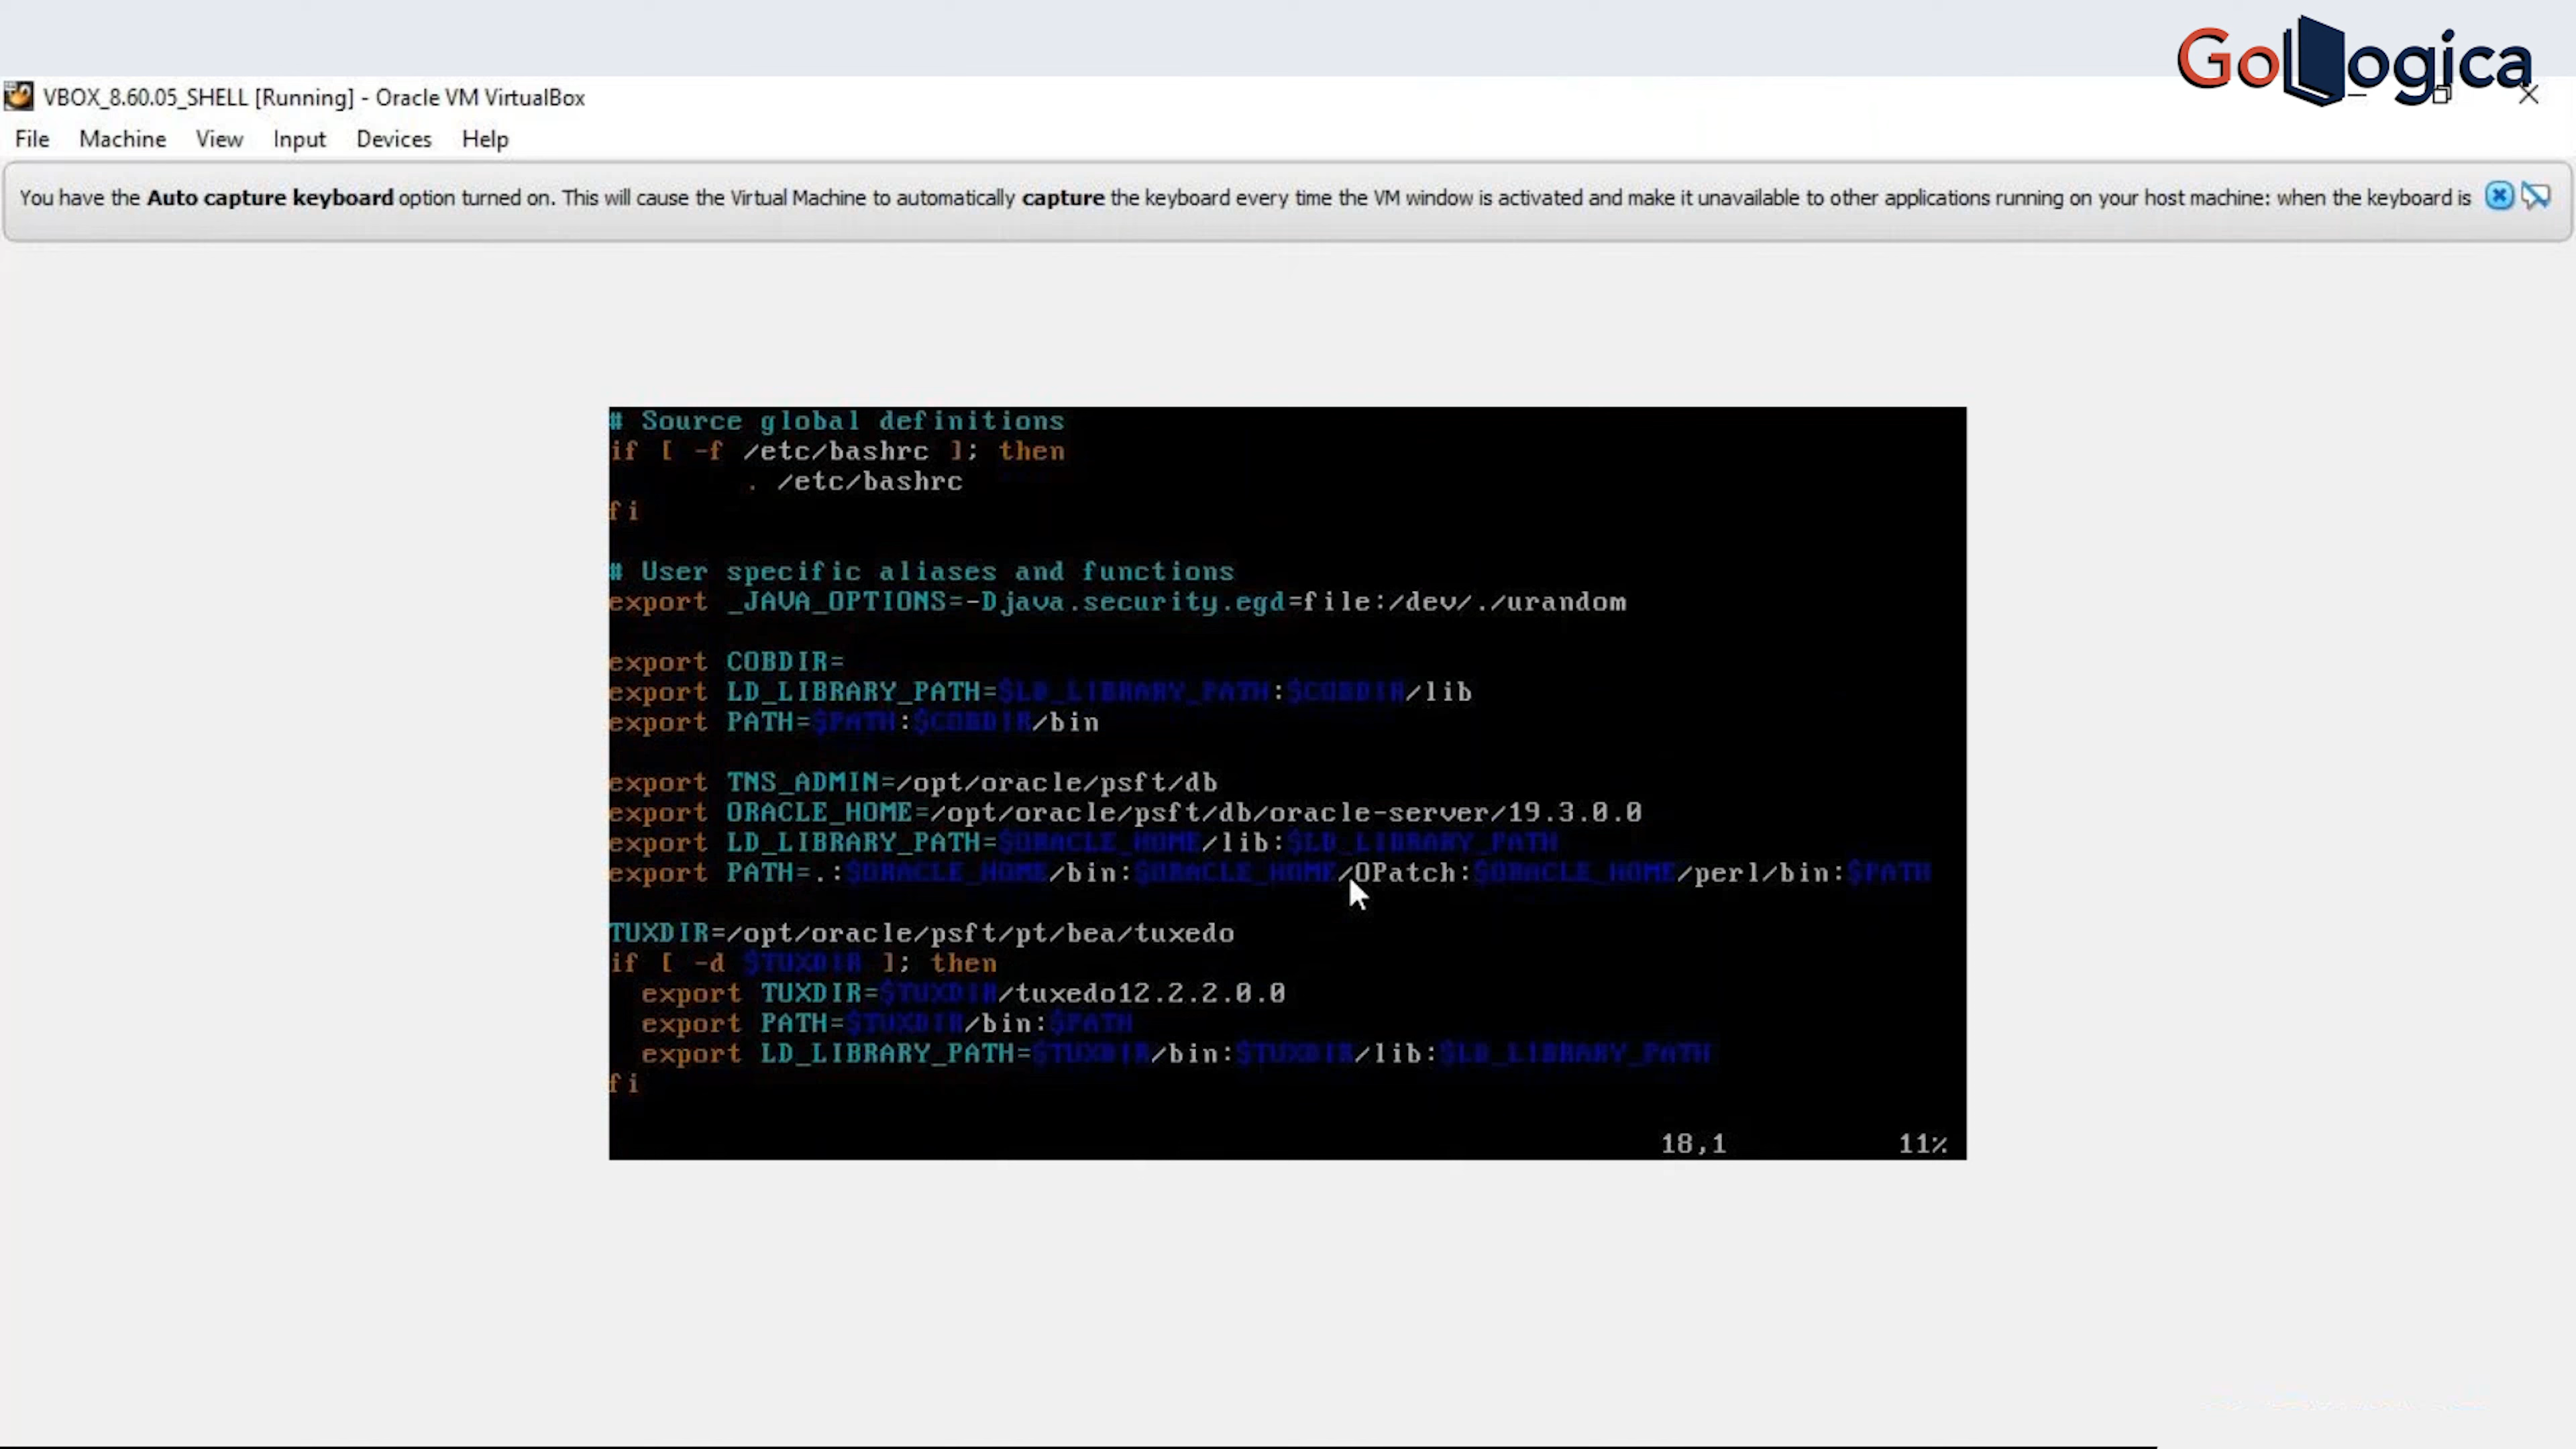 GoLogica
VBOX_8.60.05_SHELL [Running] - Oracle VM VirtualBox
File Machine View Input Devices Help
You have the Auto capture keyboard option turned on. This will cause the Virtual Machine to automatically capture the keyboard every time the VM window is activated and make it unavailable to other applications running on your host machine: when the keyboard is
# Source global definitions
if [ -f /etc/bashrc ]; then
. /etc/bashrc
fi
# User specific aliases and functions
export _JAVA_OPTIONS=-Djava.security.egd=file:/dev/./urandom
export COBDIR=
export LD_LIBRARY_PATH=$LD_LIBRARY_PATH:$COBDIR/lib
export PATH=$PATH:$COBDIR/bin
export TNS_ADMIN=/opt/oracle/psft/db
export ORACLE_HOME=/opt/oracle/psft/db/oracle-server/19.3.0.0
export LD_LIBRARY_PATH=$ORACLE_HOME/lib:$LD_LIBRARY_PATH
export PATH=.:$ORACLE_HOME/bin:$ORACLE_HOME/OPatch:$ORACLE_HOME/perl/bin:$PATH
TUXDIR=/opt/oracle/psft/pt/bea/tuxedo
if [ -d $TUXDIR ]; then
export TUXDIR=$TUXDIR/tuxedo12.2.2.0.0
export PATH=$TUXDIR/bin:$PATH
export LD_LIBRARY_PATH=$TUXDIR/bin:$TUXDIR/lib:$LD_LIBRARY_PATH
fi
18,1 11%